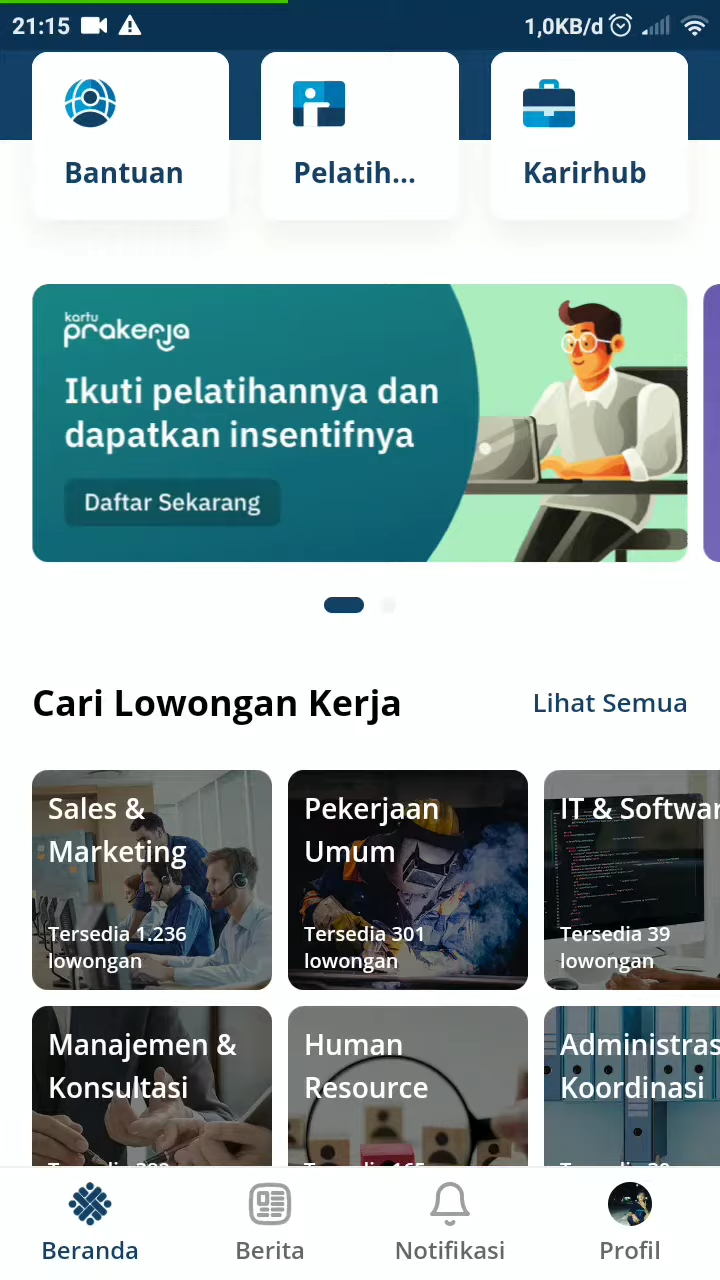 21:15
1,0KB/d
Bantuan
Pelatih...
Karirhub
kartu
prakerja
Ikuti pelatihannya dan
dapatkan insentifnya
Daftar Sekarang
Cari Lowongan Kerja
Lihat Semua
Sales &
Marketing
Tersedia 1.236
lowongan
Pekerjaan
Umum
Tersedia 301
lowongan
IT & Softwar
Tersedia 39
lowongan
Manajemen &
Konsultasi
Human
Resource
Administras
Koordinasi
Beranda
Berita
Notifikasi
Profil